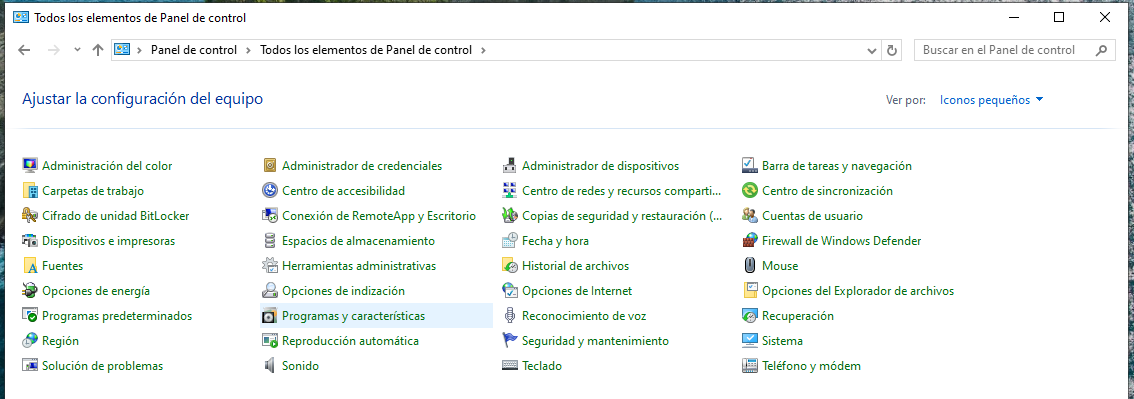 Todos los elementos de Panel de control
Panel de control Todos los elementos de Panel de control
Buscar en el Panel de control
Ajustar la configuración del equipo
Ver por: Iconos pequeños
Administración del color Administrador de credenciales Administrador de dispositivos Barra de tareas y navegación
Carpetas de trabajo Centro de accesibilidad Centro de redes y recursos comparti... Centro de sincronización
Cifrado de unidad BitLocker Conexión de RemoteApp y Escritorio Copias de seguridad y restauración (... Cuentas de usuario
Dispositivos e impresoras Espacios de almacenamiento Fecha y hora Firewall de Windows Defender
Fuentes Herramientas administrativas Historial de archivos Mouse
Opciones de energía Opciones de indización Opciones de Internet Opciones del Explorador de archivos
Programas predeterminados Programas y características Reconocimiento de voz Recuperación
Región Reproducción automática Seguridad y mantenimiento Sistema
Solución de problemas Sonido Teclado Teléfono y módem